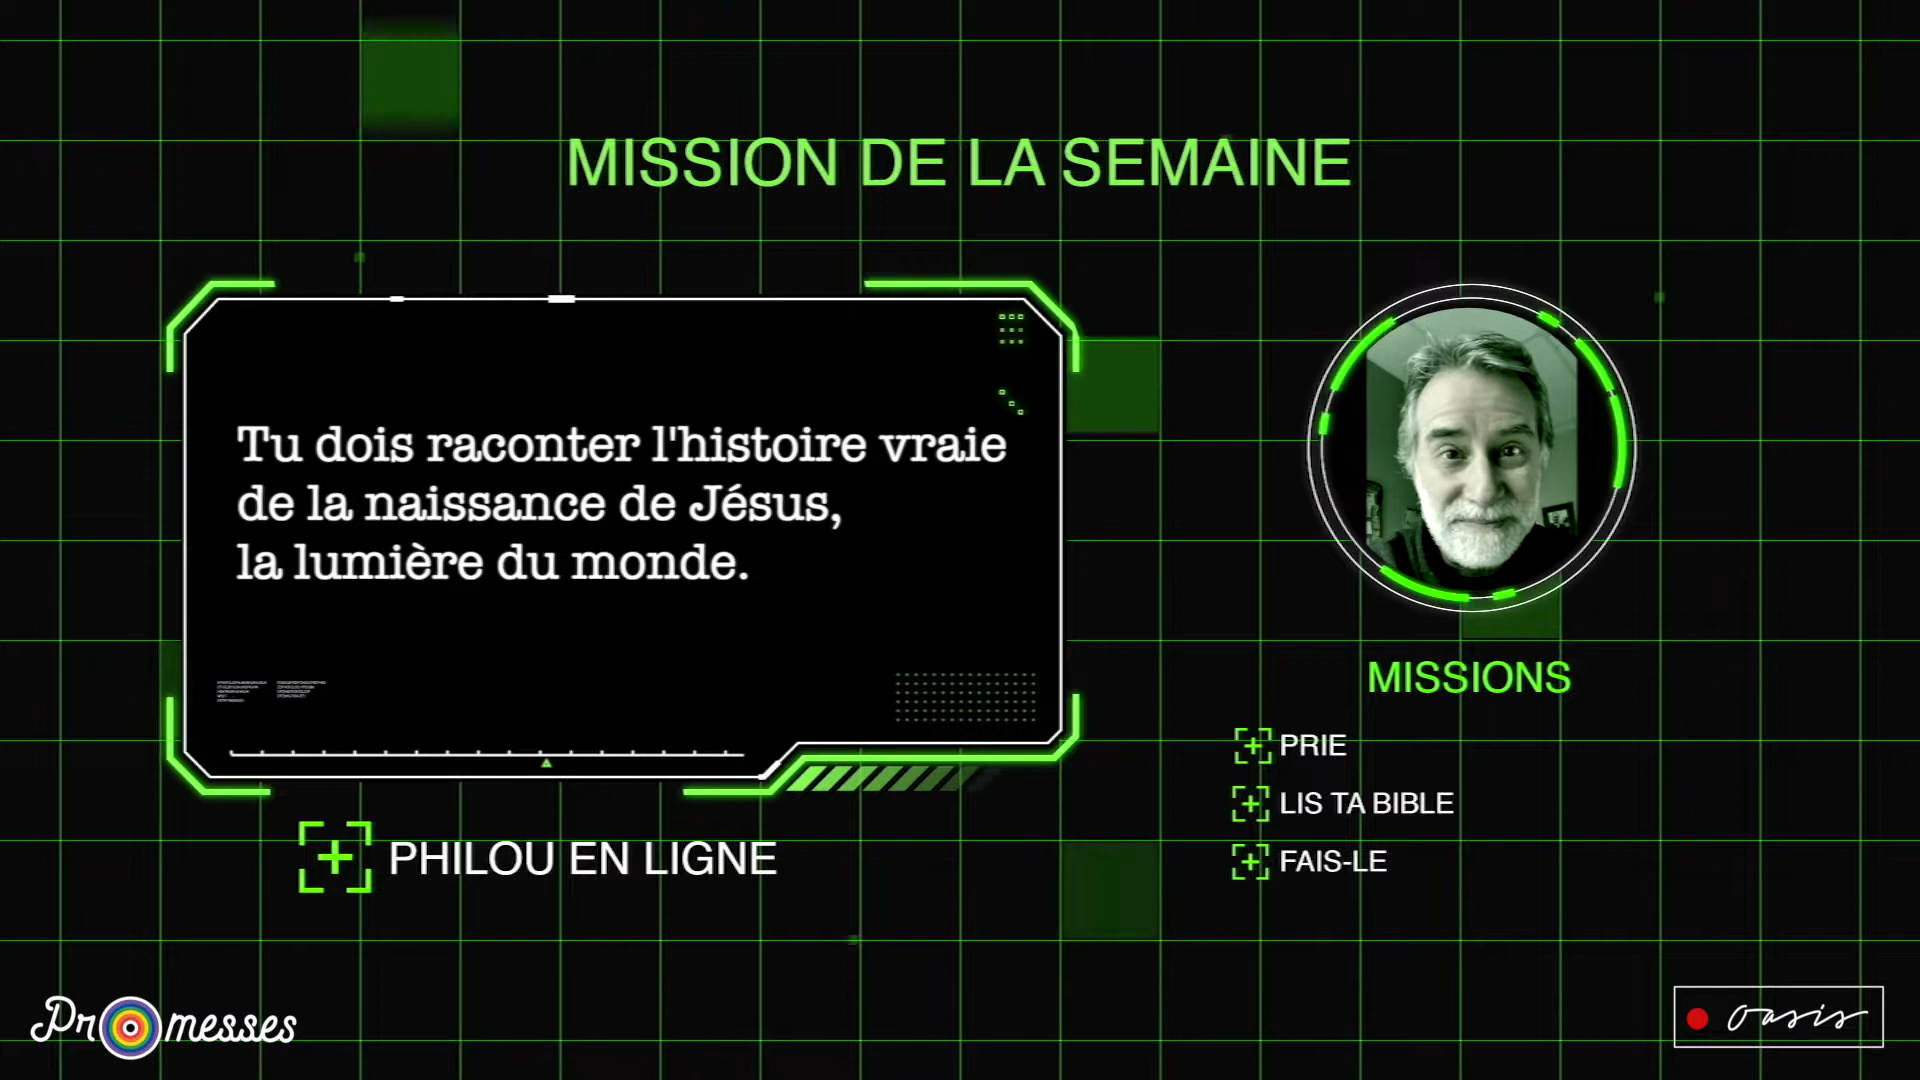 MISSION DE LA SEMAINE
Tu dois raconter l'histoire vraie
de la naissance de Jésus,
la lumière du monde.
PHILOU EN LIGNE
MISSIONS
PRIE
LIS TA BIBLE
FAIS-LE
Promesses
oasis